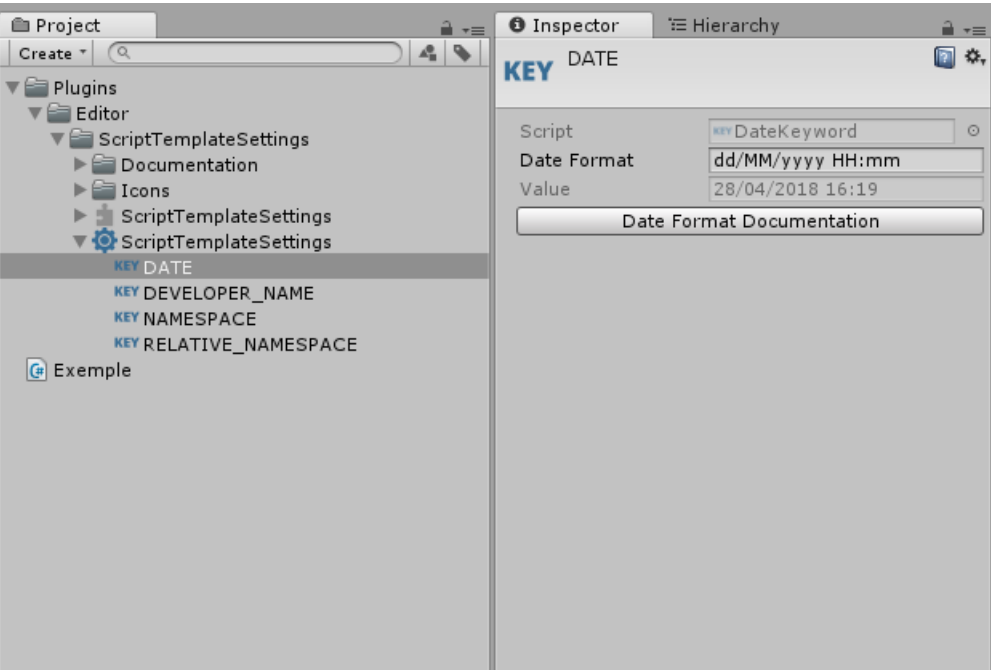 Project
Create
Plugins
Editor
ScriptTemplateSettings
Documentation
Icons
ScriptTemplateSettings
ScriptTemplateSettings
KEY DATE
KEY DEVELOPER_NAME
KEY NAMESPACE
KEY RELATIVE_NAMESPACE
Exemple
Inspector Hierarchy
KEY DATE
Script KEY DateKeyword
Date Format dd/MM/yyyy HH:mm
Value 28/04/2018 16:19
Date Format Documentation